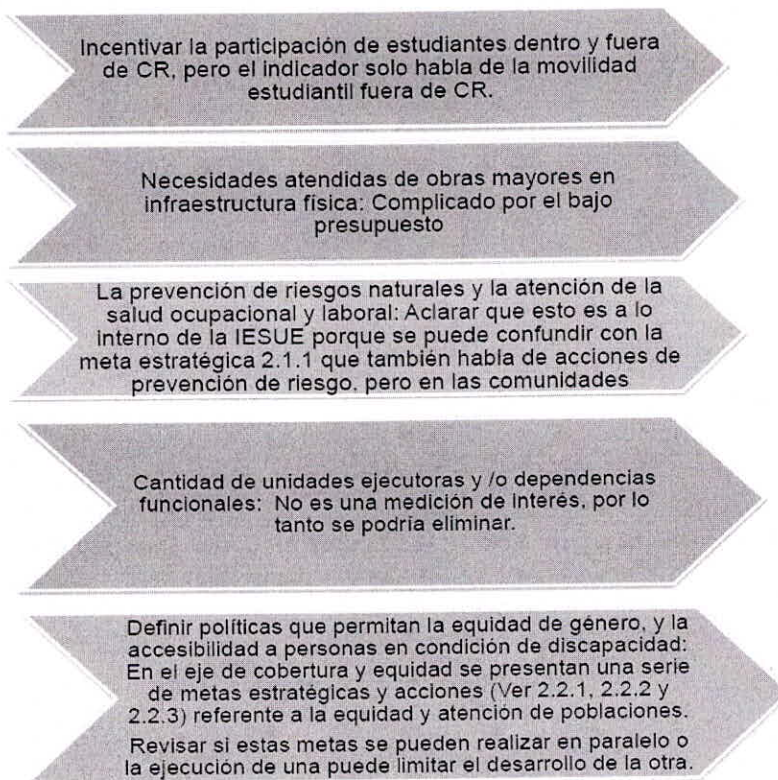 Incentivar la participación de estudiantes dentro y fuera
de CR, pero el indicador solo habla de la movilidad
estudiantil fuera de CR.
Necesidades atendidas de obras mayores en
infraestructura física: Complicado por el bajo
presupuesto
La prevención de riesgos naturales y la atención de la
salud ocupacional y laboral: Aclarar que esto es a lo
interno de la IESUE porque se puede confundir con la
meta estratégica 2.1.1 que también habla de acciones de
prevención de riesgo, pero en las comunidades
Cantidad de unidades ejecutoras y /o dependencias
funcionales: No es una medición de interés, por lo
tanto se podría eliminar.
Definir políticas que permitan la equidad de género, y la
accesibilidad a personas en condición de discapacidad:
En el eje de cobertura y equidad se presentan una serie
de metas estratégicas y acciones (Ver 2.2.1, 2.2.2 y
2.2.3) referente a la equidad y atención de poblaciones.
Revisar si estas metas se pueden realizar en paralelo o
la ejecución de una puede limitar el desarrollo de la otra.